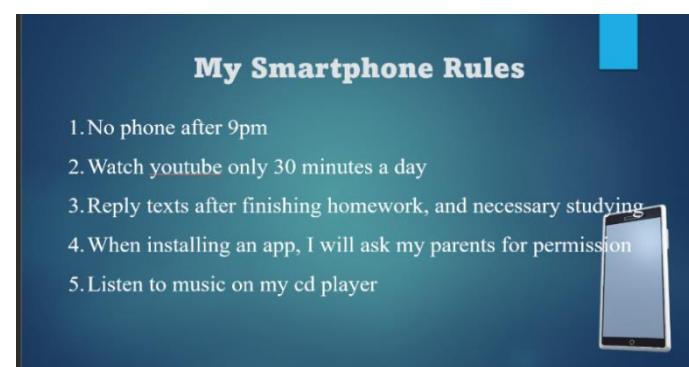 My Smartphone Rules
1.No phone after 9pm
2.Watch youtube only 30 minutes a day
3.Reply texts after finishing homework, and necessary studying
4.When installing an app, I will ask my parents for permission
5.Listen to music on my cd player